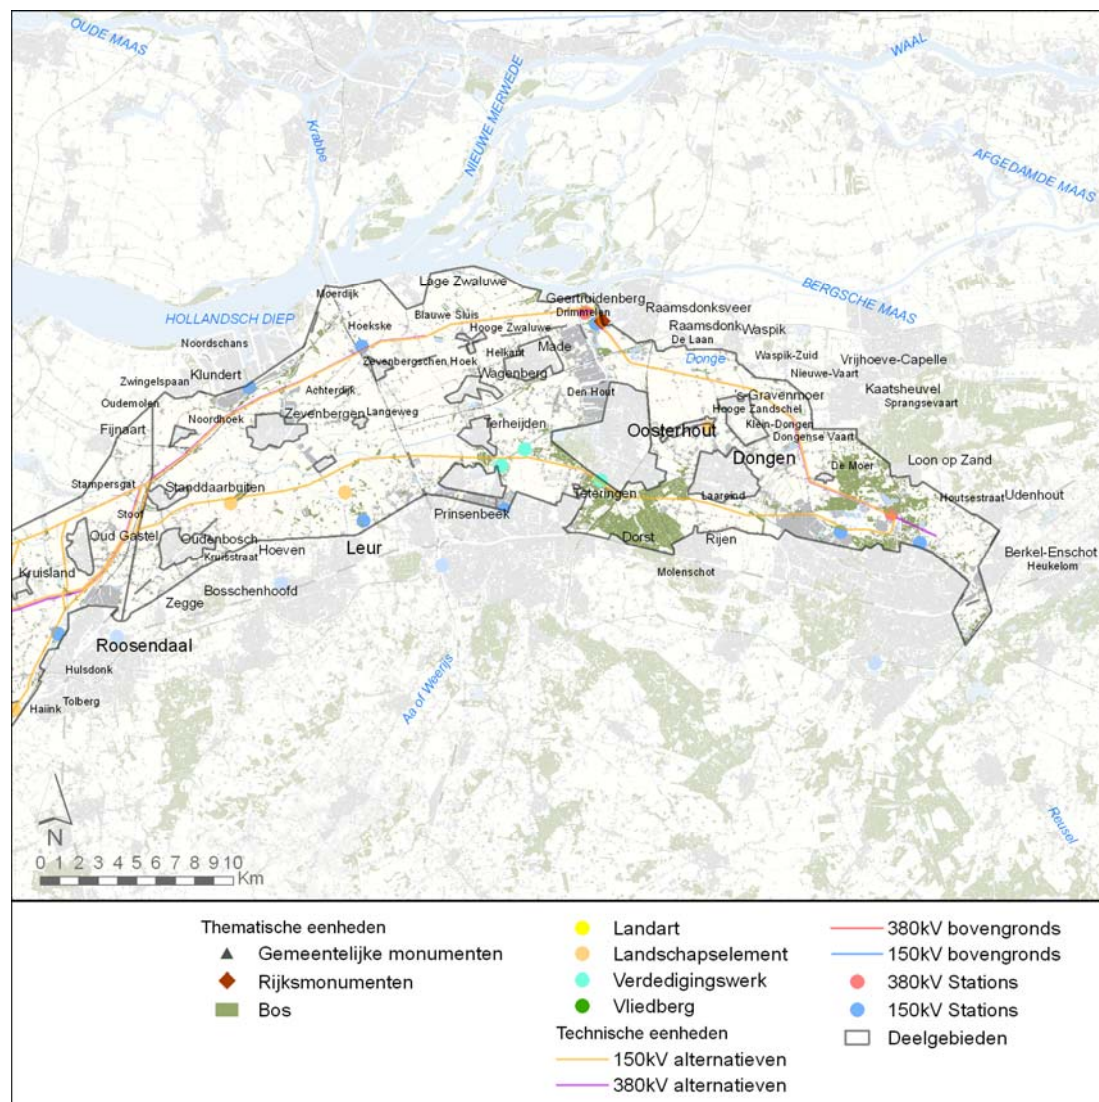 OUDE MAAS
WAAL
NIEUWE MERWEDE
Krabbe
AFGEDAMDE MAAS
BERGSCHE MAAS
Lage Zwaluwe
Moerdijk
Geertruidenberg
Raamsdonksveer
Drimmelen
Blauwe Sluis
HOLLANDSCH DIEP
Hoekske
Hooge Zwaluwe
Raamsdonk
Waspik
De Laan
Noordschans
Made
Helkant
Zevenbergschen Hoek
Donge
Waspik-Zuid
Vrijhoeve-Capelle
Klundert
Zwingelspaan
Wagenberg
Nieuwe-Vaart
Achterdijk
Den Hout
's Gravenmoer
Kaatsheuvel
Sprangsevaart
Oudemolen
Zevenbergen
Langeweg
Hooge Zandschel
Noordhoek
Terheijden
Klein-Dongen
Fijnaart
Oosterhout
Dongense Vaart
Dongen
Loon op Zand
De Moer
Stampersgat
Standdaarbuiten
Teteringen
Laareind
Houtsestraat
Udenhout
Stoof
Prinsenbeek
Oud Gastel
Oudenbosch
Dorst
Rijen
Hoeven
Leur
Kruisstraat
Berkel-Enschot
Heukelom
Kruisland
Molenschot
Bosschenhoofd
Zegge
Roosendaal
Hulsdonk
Aa of Weerijs
Tolberg
Haiink
Reusel
N
0 1 2 3 4 5 6 7 8 9 10
Km
Thematische eenheden
Gemeentelijke monumenten
Rijksmonumenten
Bos
Landart
Landschapselement
Verdedigingswerk
Vliedberg
Technische eenheden
150kV alternatieven
380kV alternatieven
380kV bovengronds
150kV bovengronds
380kV Stations
150kV Stations
Deelgebieden